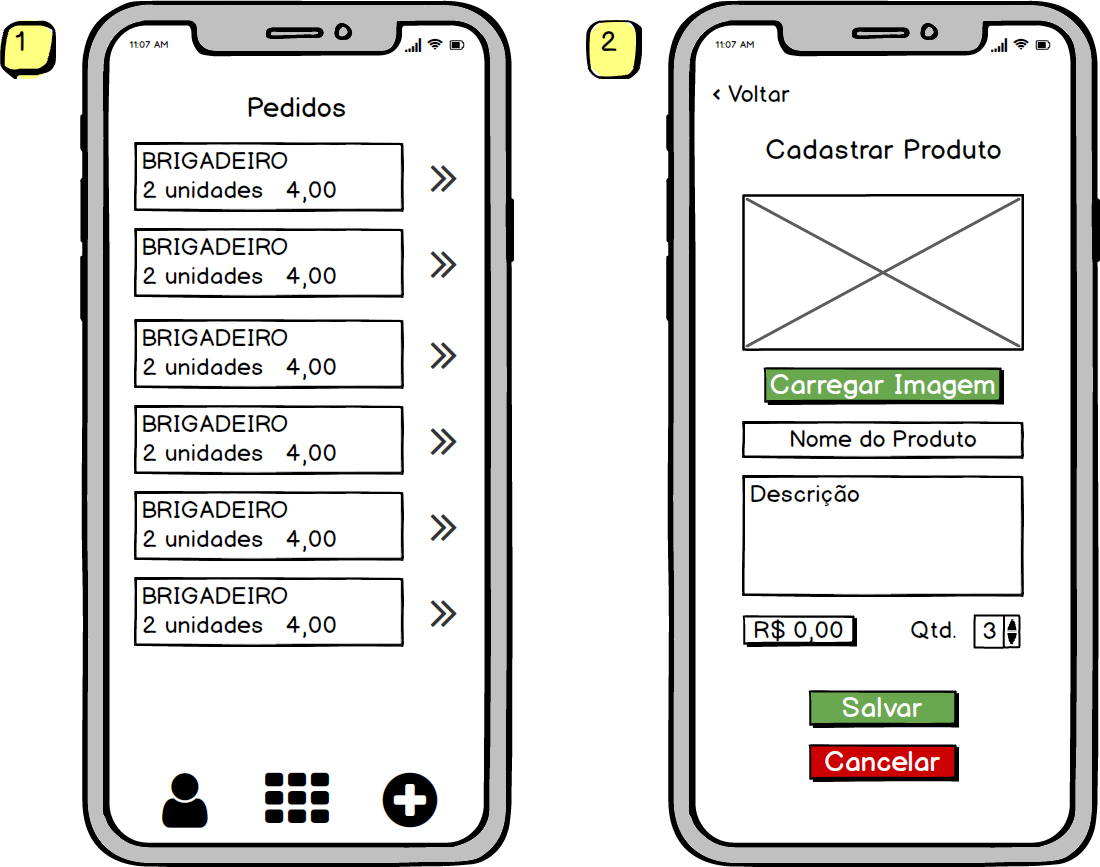 1
11:07 AM
Pedidos
BRIGADEIRO
2 unidades 4,00
BRIGADEIRO
2 unidades 4,00
BRIGADEIRO
2 unidades 4,00
BRIGADEIRO
2 unidades 4,00
BRIGADEIRO
2 unidades 4,00
BRIGADEIRO
2 unidades 4,00
2
11:07 AM
< Voltar
Cadastrar Produto
Carregar Imagem
Nome do Produto
Descrição
R$ 0,00 Qtd. 3
Salvar
Cancelar